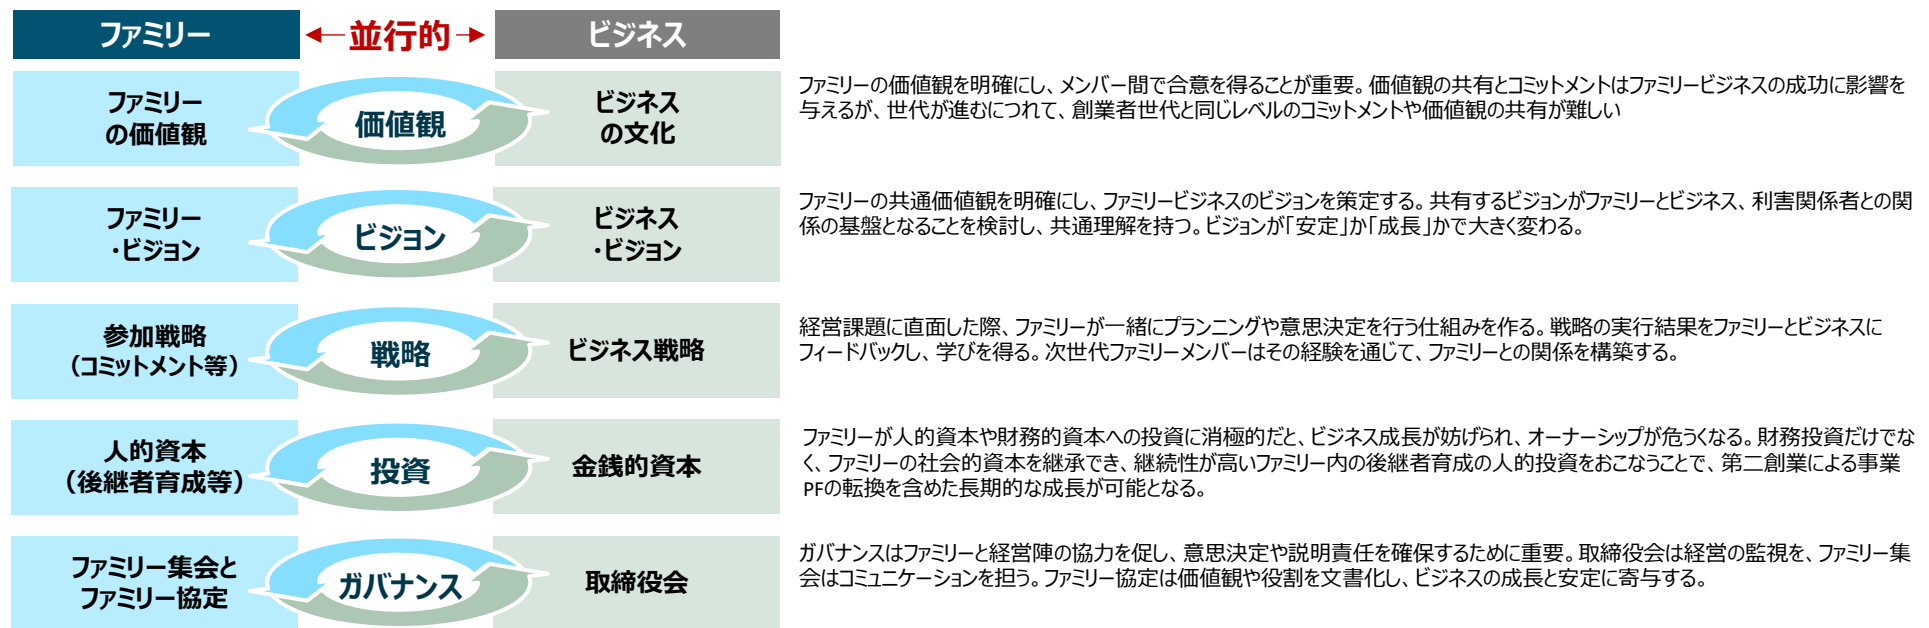 ファミリー
並行的
ビジネス
ファミリー
の価値観
価値観
ビジネス
の文化
ファミリーの価値観を明確にし、メンバー間で合意を得ることが重要。価値観の共有とコミットメントはファミリービジネスの成功に影響を
与えるが、世代が進むにつれて、創業者世代と同じレベルのコミットメントや価値観の共有が難しい
ファミリー
・ビジョン
ビジョン
ビジネス
・ビジョン
ファミリーの共通価値観を明確にし、ファミリービジネスのビジョンを策定する。共有するビジョンがファミリーとビジネス、利害関係者との関
係の基盤となることを検討し、共通理解を持つ。ビジョンが「安定」か「成長」かで大きく変わる。
参加戦略
（コミットメント等）
戦略
ビジネス戦略
経営課題に直面した際、ファミリーが一緒にプランニングや意思決定を行う仕組みを作る。戦略の実行結果をファミリーとビジネスに
フィードバックし、学びを得る。次世代ファミリーメンバーはその経験を通じて、ファミリーとの関係を構築する。
人的資本
（後継者育成等）
投資
金銭的資本
ファミリーが人的資本や財務的資本への投資に消極的だと、ビジネス成長が妨げられ、オーナーシップが危うくなる。財務投資だけでな
く、ファミリーの社会的資本を継承でき、継続性が高いファミリー内の後継者育成の人的投資をおこなうことで、第二創業による事業
PFの転換を含めた長期的な成長が可能となる。
ファミリー集会と
ファミリー協定
ガバナンス
取締役会
ガバナンスはファミリーと経営陣の協力を促し、意思決定や説明責任を確保するために重要。取締役会は経営の監視を、ファミリー集
会はコミュニケーションを担う。ファミリー協定は価値観や役割を文書化し、ビジネスの成長と安定に寄与する。